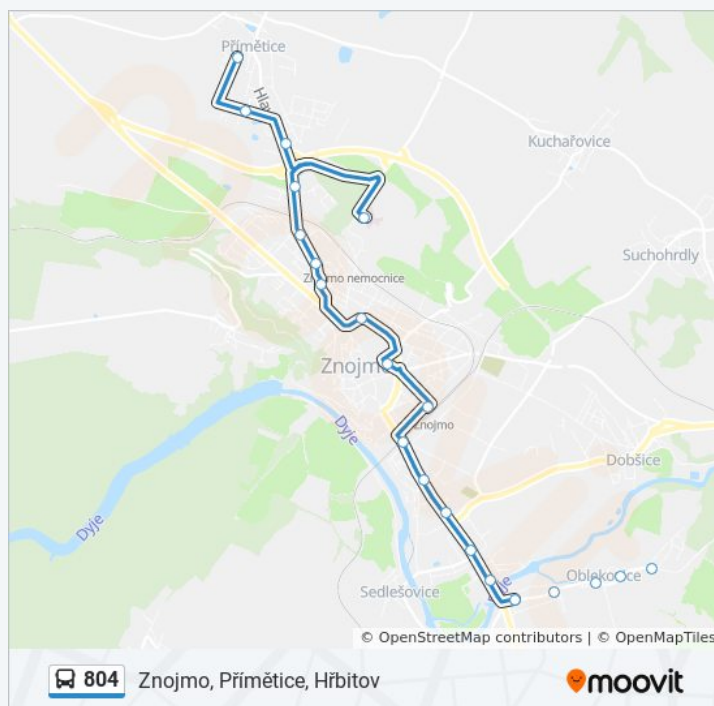 Přímětice
Kuchařovice
Suchohrdly
Znojmo nemocnice
Znojmo
Dyje
Znojmo
Dobšice
Dyje
Sedlešovice
© OpenStreetMap contributors | © OpenMapTiles
804 Znojmo, Přímětice, Hřbitov
moovit